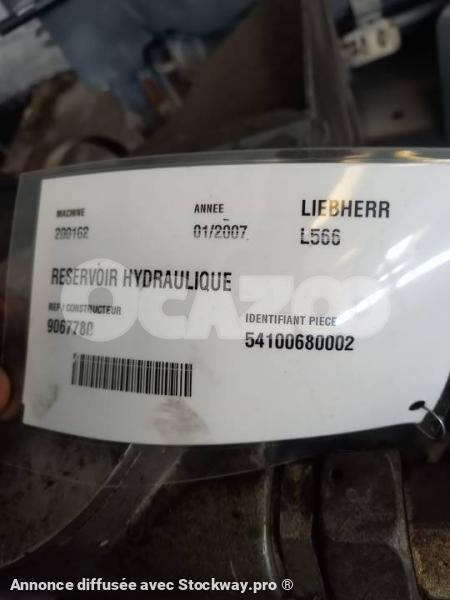 MACHINE ANNEE LIEBHERR
200162 01/2007 L566
RESERVOIR HYDRAULIQUE
REF / CONSTRUCTEUR IDENTIFIANT PIECE
9067780 54100680002
OCAZOO
Annonce diffusée avec Stockway.pro ®